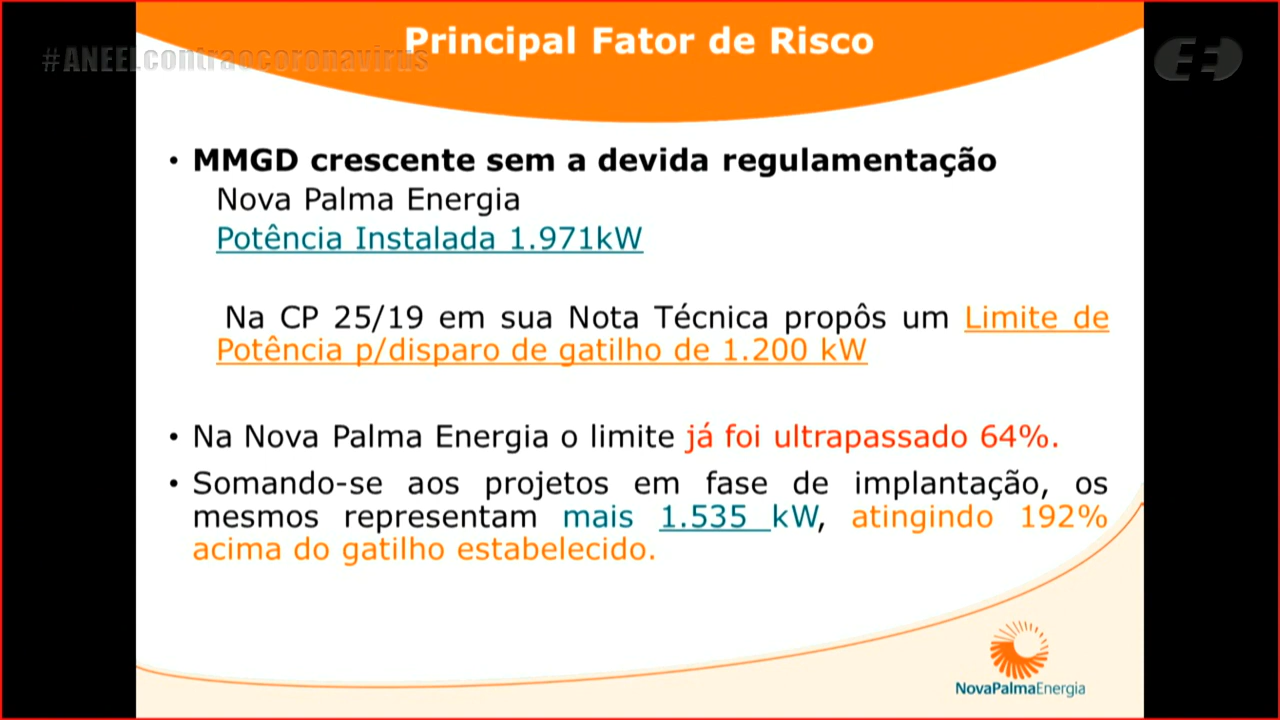 Principal Fator de Risco
#ANEELcontraocoronavirus
• MMGD crescente sem a devida regulamentação
Nova Palma Energia
Potência Instalada 1.971kW
Na CP 25/19 em sua Nota Técnica propôs um Limite de
Potência p/disparo de gatilho de 1.200 kW
• Na Nova Palma Energia o limite já foi ultrapassado 64%.
• Somando-se aos projetos em fase de implantação, os
mesmos representam mais 1.535 kW, atingindo 192%
acima do gatilho estabelecido.
NovaPalmaEnergia